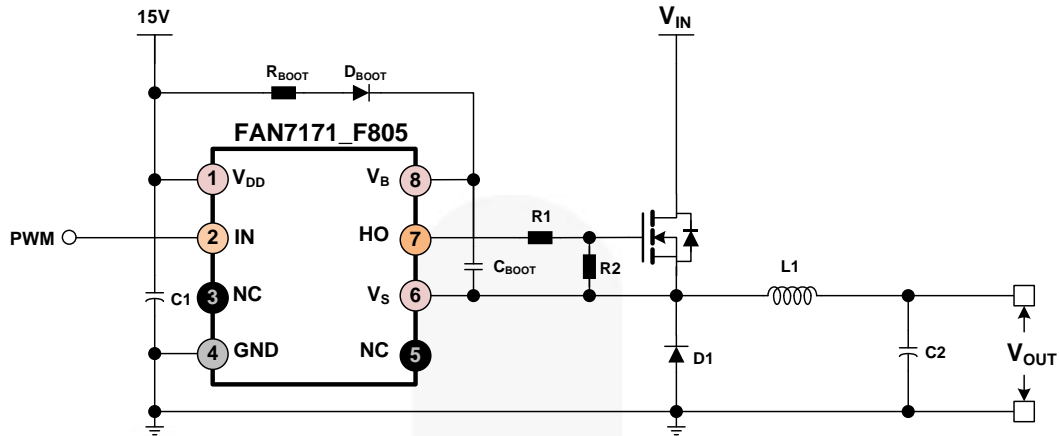 15V
V_IN
R_BOOT
D_BOOT
FAN7171_F805
1 V_DD
V_B 8
PWM
2 IN
HO 7
R1
R2
C_BOOT
L1
C1
3 NC
V_S 6
4 GND
NC 5
D1
C2
V_OUT